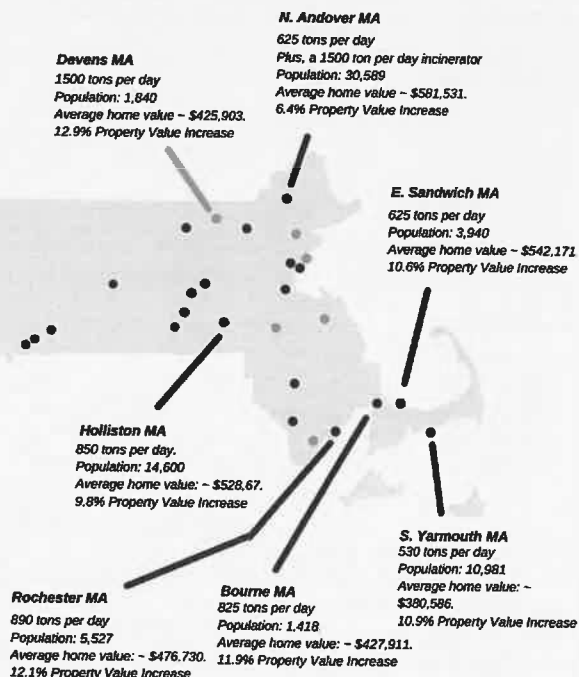 N. Andover MA
625 tons per day
Plus, a 1500 ton per day incinerator
Population: 30,589
Average home value ~ $581,531.
6.4% Property Value Increase
Devens MA
1500 tons per day
Population: 1,840
Average home value ~ $425,903.
12.9% Property Value Increase
E. Sandwich MA
625 tons per day
Population: 3,940
Average home value ~ $542,171
10.6% Property Value Increase
Holliston MA
850 tons per day.
Population: 14,600
Average home value: ~ $528,67.
9.8% Property Value Increase
S. Yarmouth MA
530 tons per day
Population: 10,981
Average home value: ~
$380,586.
10.9% Property Value Increase
Rochester MA
890 tons per day
Population: 5,527
Average home value: ~ $476.730.
12.1% Property Value Increase
Bourne MA
825 tons per day
Population: 1,418
Average home value: ~ $427,911.
11.9% Property Value Increase